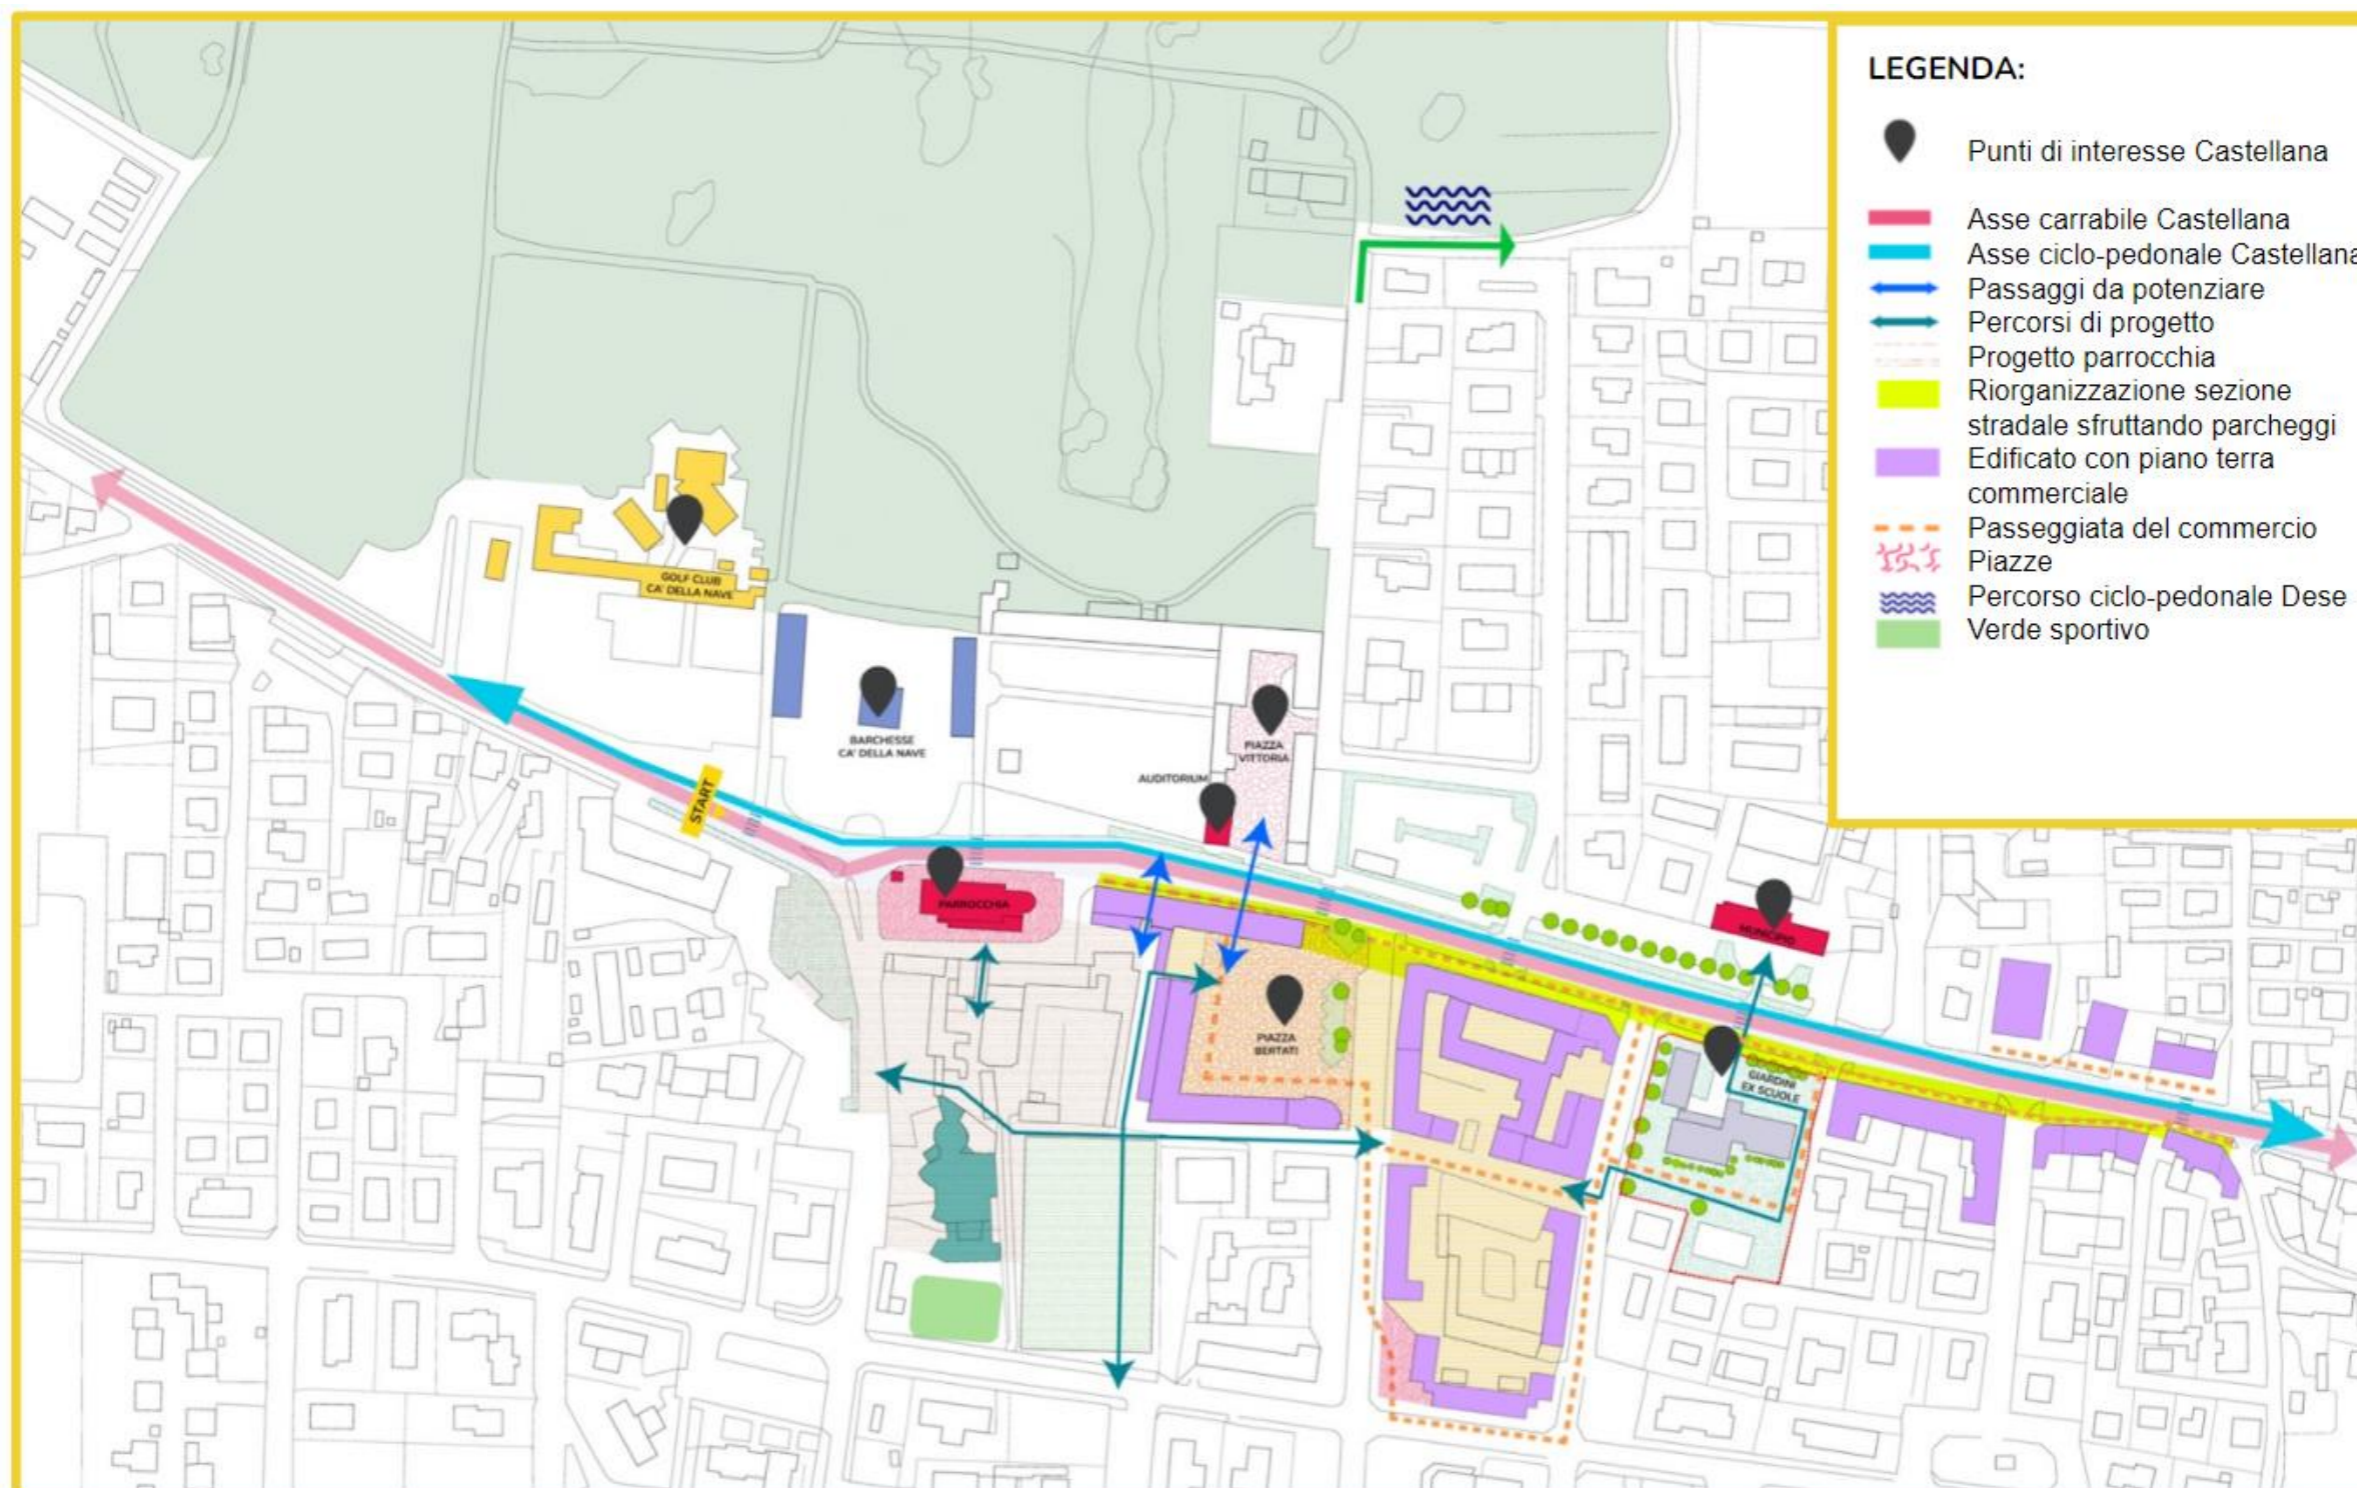 LEGENDA:
Punti di interesse Castellana
Asse carrabile Castellana
Asse ciclo-pedonale Castellana
Passaggi da potenziare
Percorsi di progetto
Progetto parrocchia
Riorganizzazione sezione
stradale sfruttando parcheggi
Edificato con piano terra
commerciale
Passeggiata del commercio
Piazze
Percorso ciclo-pedonale Dese
Verde sportivo
GOLF CLUB
CA' DELLA NAVE
BARCHESSE
CA' DELLA NAVE
PIAZZA
VITTORIA
AUDITORIUM
START
PARROCCHIA
MUNICIPIO
PIAZZA
BERTATI
GIARDINI
EX SCUOLE